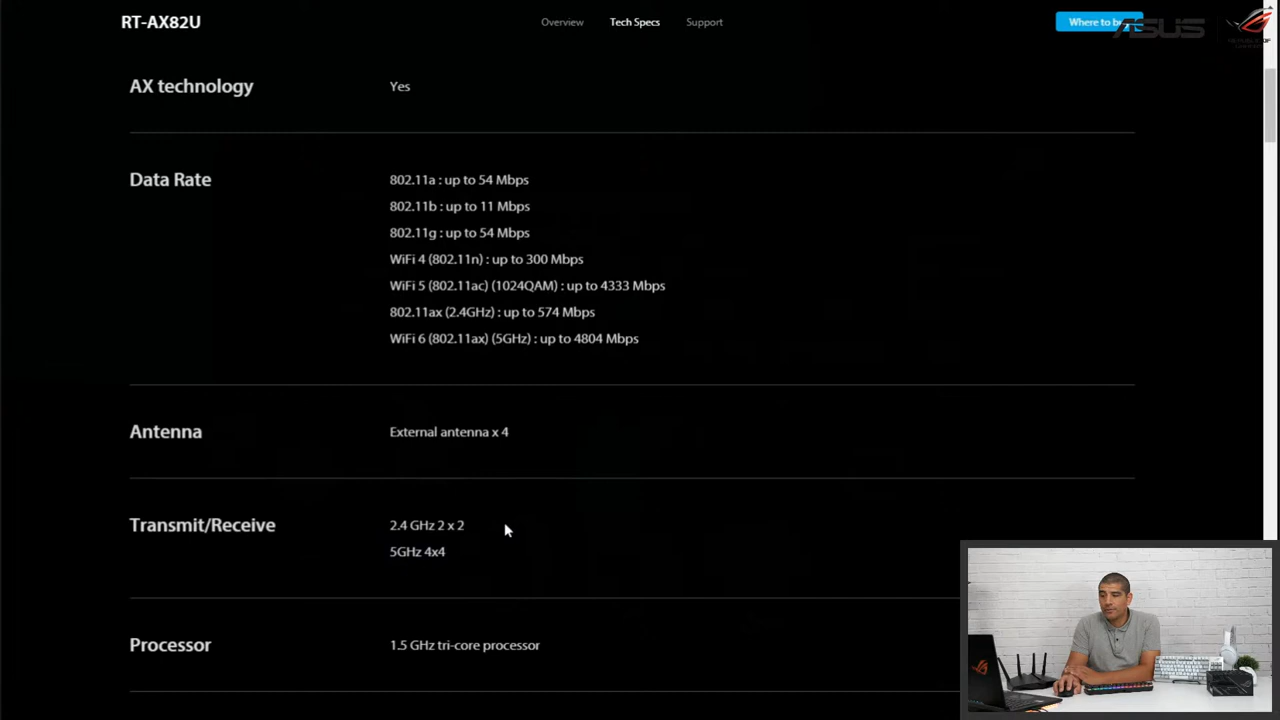 RT-AX82U
Overview
Tech Specs
Support
Where to b
ASUS
AX technology
Yes
Data Rate
802.11a : up to 54 Mbps
802.11b : up to 11 Mbps
802.11g : up to 54 Mbps
WiFi 4 (802.11n) : up to 300 Mbps
WiFi 5 (802.11ac) (1024QAM) : up to 4333 Mbps
802.11ax (2.4GHz) : up to 574 Mbps
WiFi 6 (802.11ax) (5GHz) : up to 4804 Mbps
Antenna
External antenna x 4
Transmit/Receive
2.4 GHz 2 x 2
5GHz 4x4
Processor
1.5 GHz tri-core processor